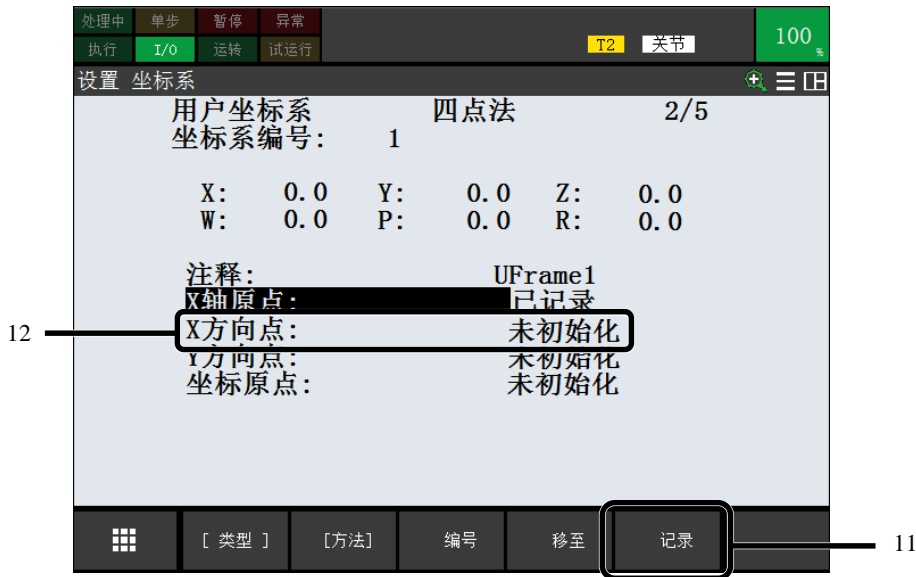 处理中 单步 暂停 异常
执行 I/O 运转 试运行 T2 关节 100 %
设置 坐标系
用户坐标系 四点法 2/5
坐标系编号: 1
X: 0.0 Y: 0.0 Z: 0.0
W: 0.0 P: 0.0 R: 0.0
注释: UFrame1
X轴原点: 已记录
12 X方向点: 未初始化
Y方向点: 未初始化
坐标原点: 未初始化
[ 类型 ] [方法] 编号 移至 记录 11